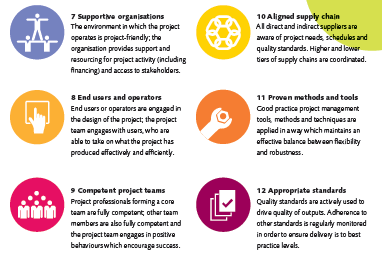 7 Supportive organisations
The environment in which the project
operates is project-friendly; the
organisation provides support and
resourcing for project activity (including
financing) and access to stakeholders.
8 End users and operators
End users or operators are engaged in
the design of the project; the project
team engages with users, who are
able to take on what the project has
produced effectively and efficiently.
9 Competent project teams
Project professionals forming a core
team are fully competent; other team
members are also fully competent and
the project team engages in positive
behaviours which encourage success.
10 Aligned supply chain
All direct and indirect suppliers are
aware of project needs, schedules and
quality standards. Higher and lower
tiers of supply chains are coordinated.
11 Proven methods and tools
Good practice project management
tools, methods and techniques are
applied in a way which maintains an
effective balance between flexibility
and robustness.
12 Appropriate standards
Quality standards are actively used to
drive quality of outputs. Adherence to
other standards is regularly monitored
in order to ensure delivery is to best
practice levels.